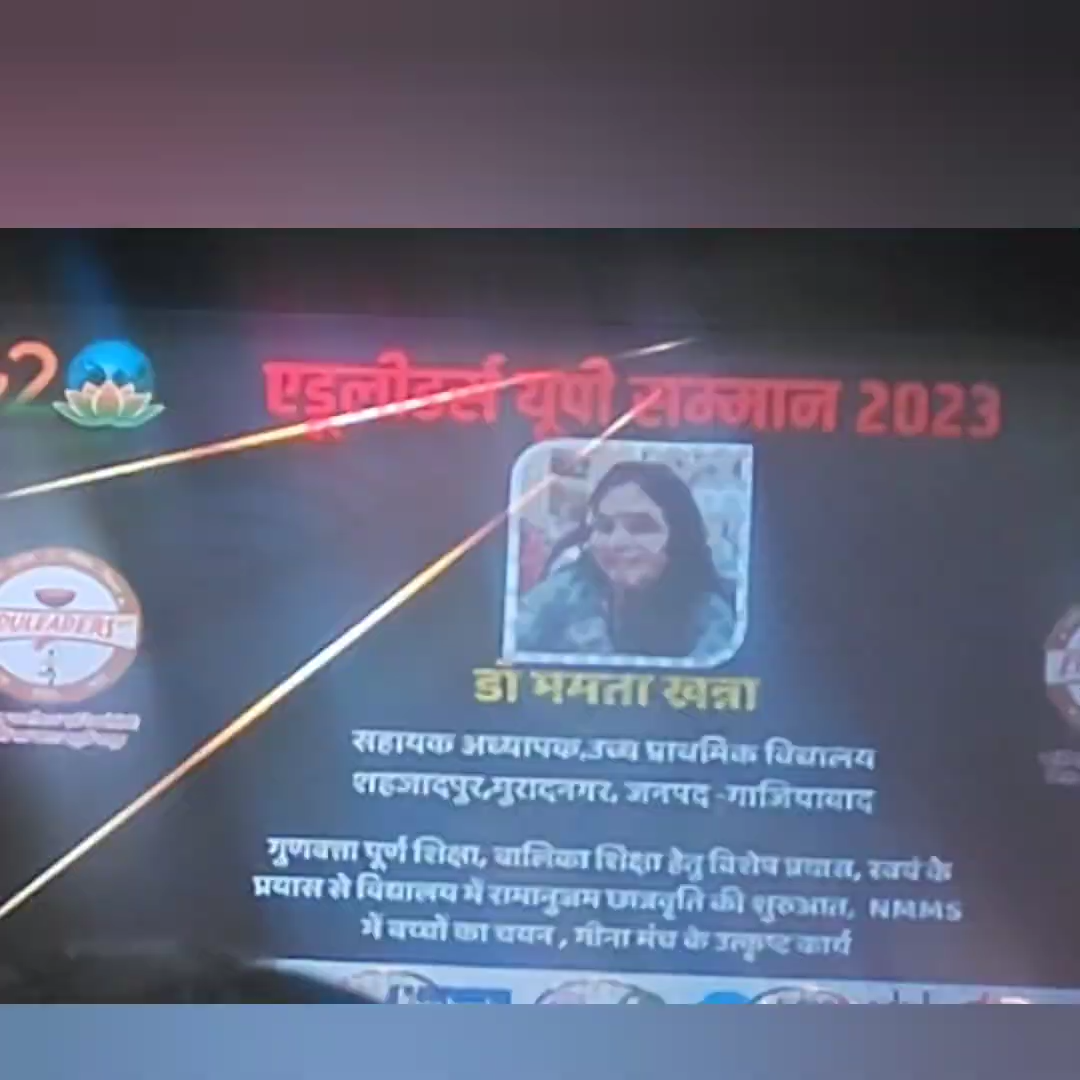 एडूलीडर्स यूपी सम्मान 2023
डॉ ममता खन्ना
सहायक अध्यापक,उच्च प्राथमिक विद्यालय
शहजादपुर,मुरादनगर, जनपद -गाजियाबाद
गुणवत्ता पूर्ण शिक्षा, बालिका शिक्षा हेतु विशेष प्रयास, स्वयं के
प्रयास से विद्यालय में रामानुजम छात्रवृति की शुरुआत, NMMS
में बच्चों का चयन , मीना मंच के उत्कृष्ट कार्य
DULEADERS